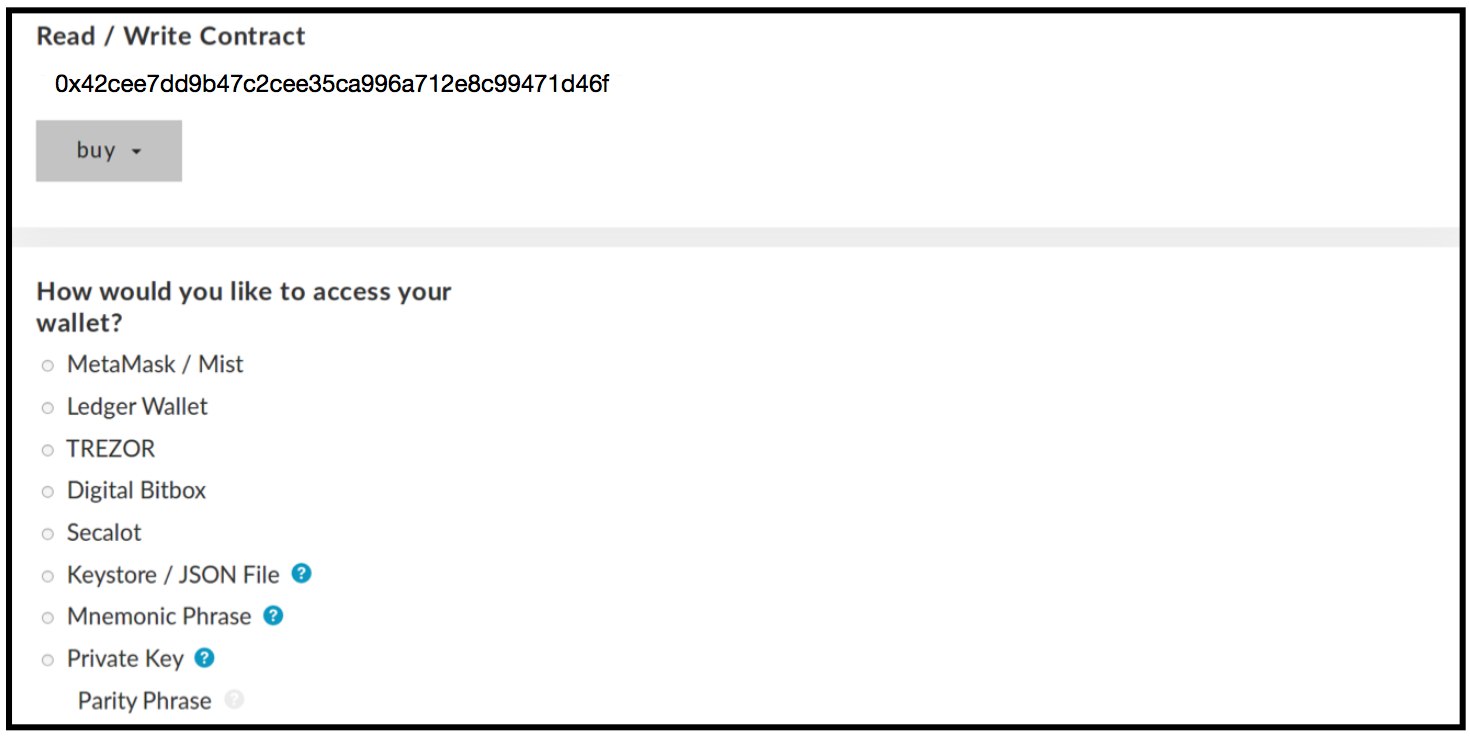 Read / Write Contract
0x42cee7dd9b47c2cee35ca996a712e8c99471d46f
buy
How would you like to access your
wallet?
MetaMask / Mist
Ledger Wallet
TREZOR
Digital Bitbox
Secalot
Keystore / JSON File ?
Mnemonic Phrase ?
Private Key ?
Parity Phrase ?